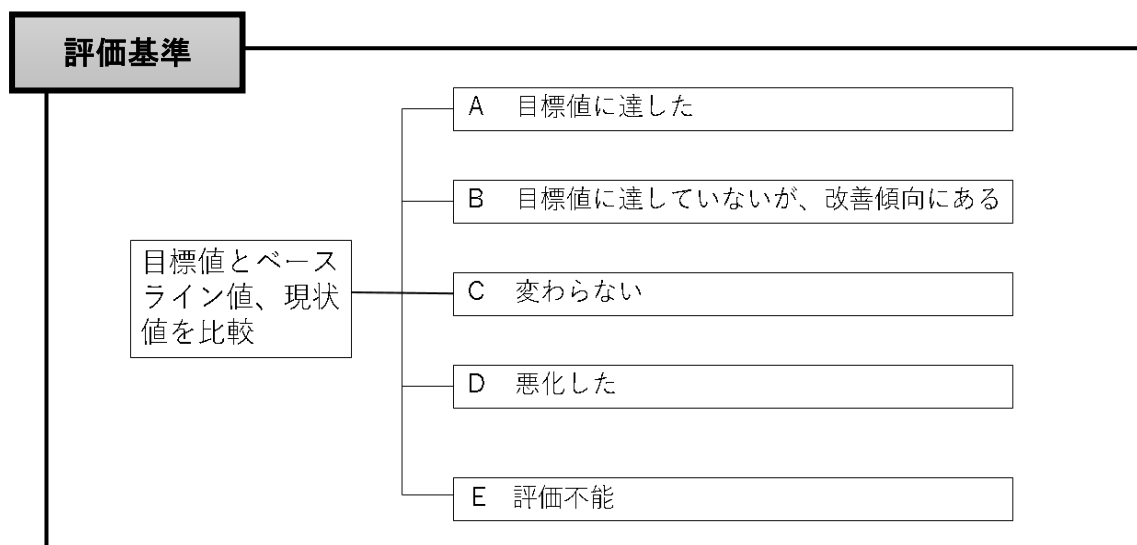 評価基準
A 目標値に達した
B 目標値に達していないが、改善傾向にある
目標値とベース
ライン値、現状
値を比較
C 変わらない
D 悪化した
E 評価不能